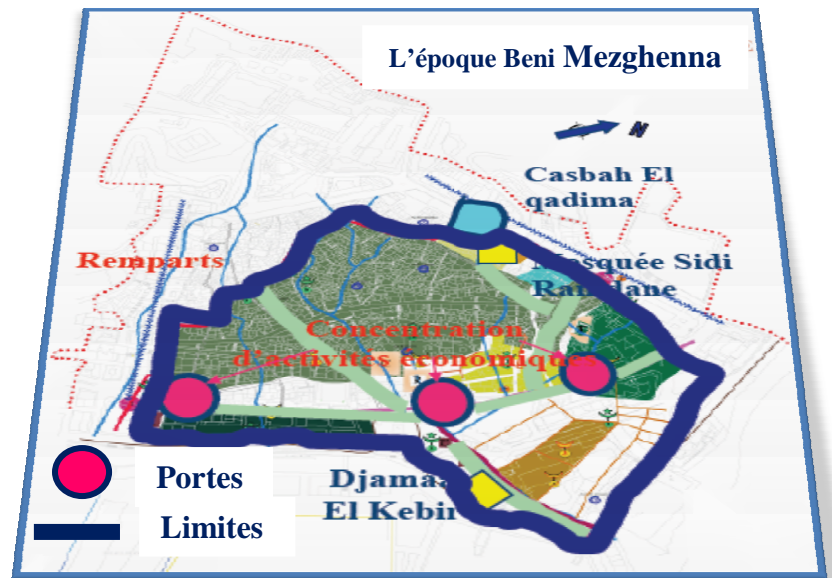 L'époque Beni Mezghenna
N
Casbah El
qadima
Remparts
Mosquée Sidi
Ramdane
Concentration
d'activités économiques
Djamaa
El Kebir
Portes
Limites